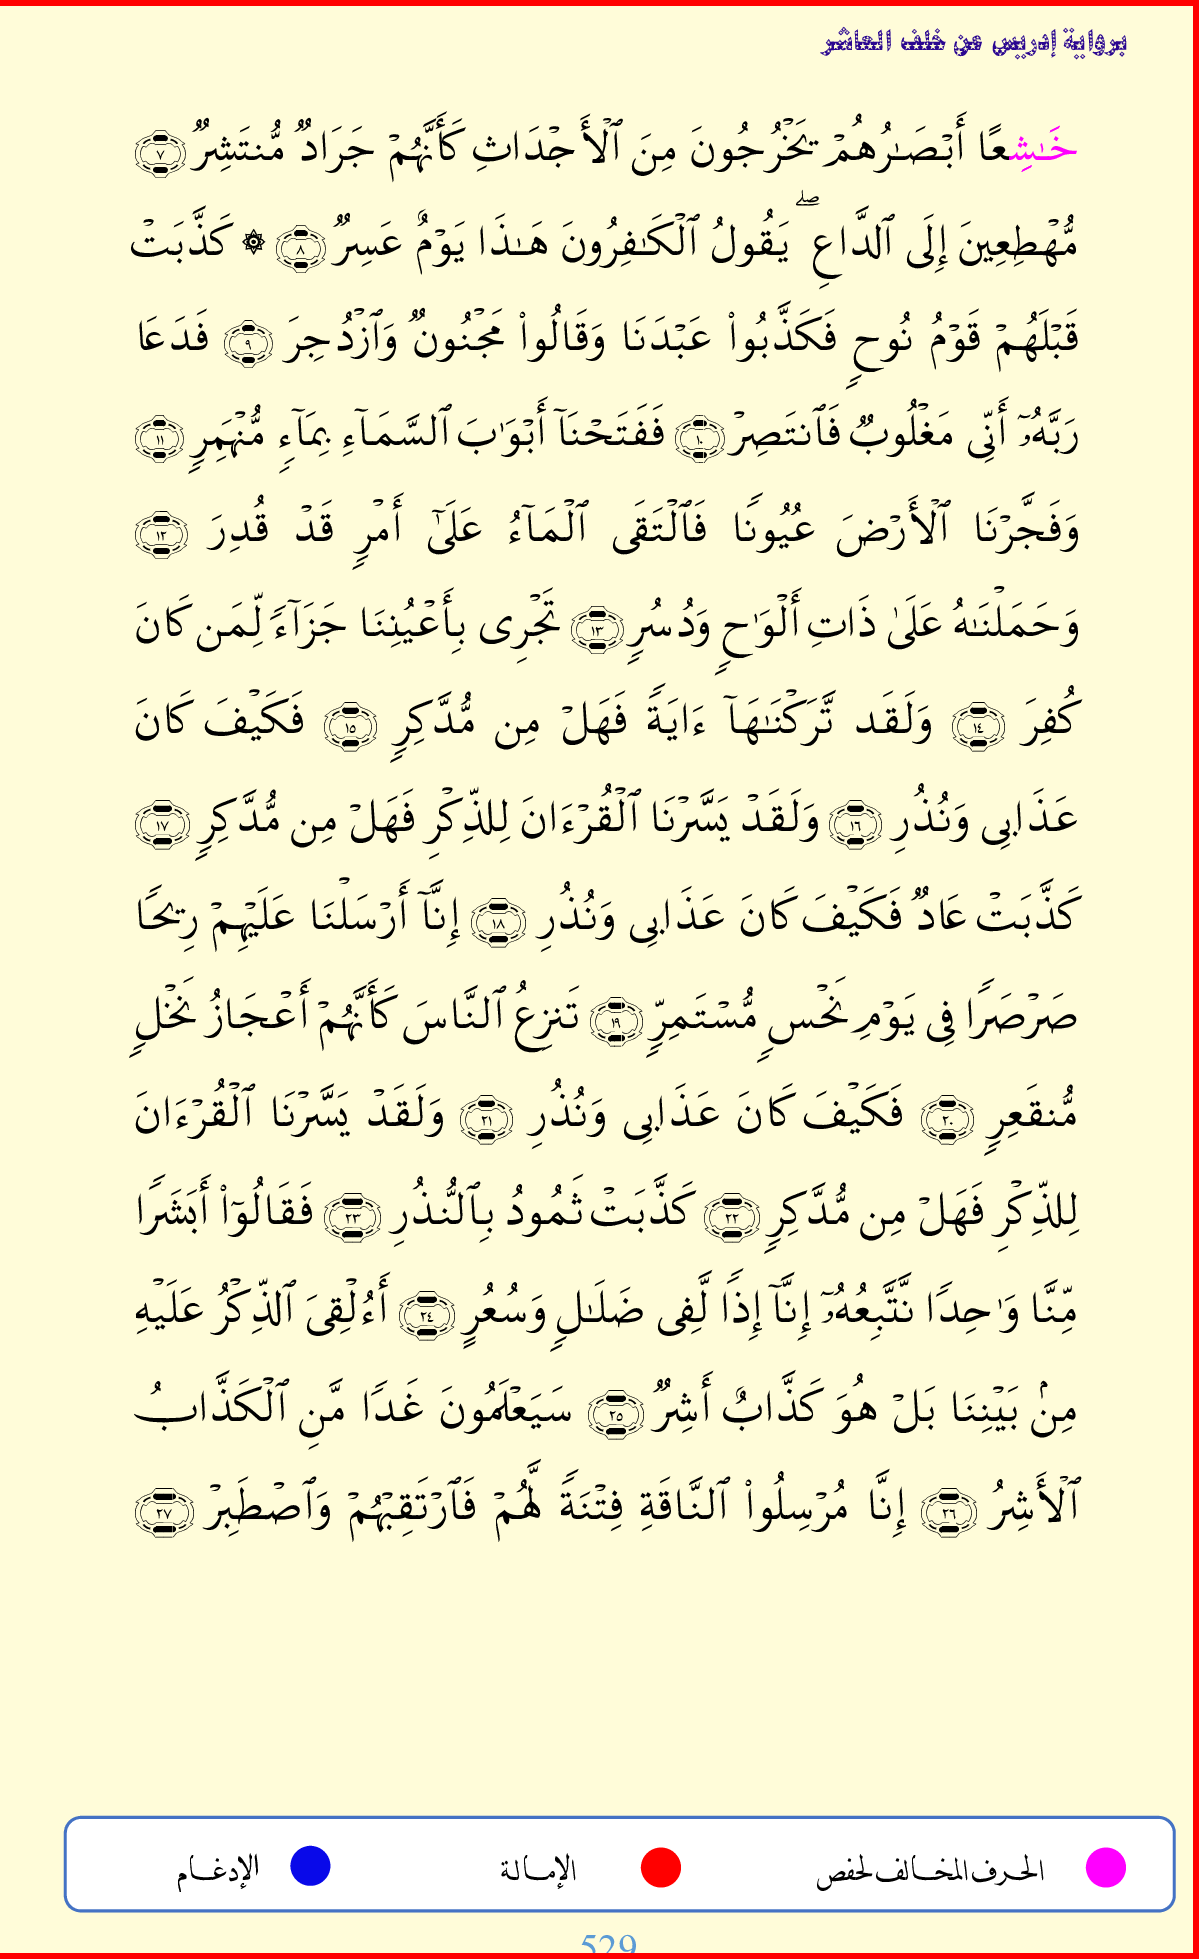 برواية إدريس عن خلف العاشر
خَٰشِعًا أَبۡصَٰرُهُمۡ يَخۡرُجُونَ مِنَ ٱلۡأَجۡدَاثِ كَأَنَّهُمۡ جَرَادٞ مُّنتَشِرٞ ٧
مُّهۡطِعِينَ إِلَى ٱلدَّاعِۖ يَقُولُ ٱلۡكَٰفِرُونَ هَٰذَا يَوۡمٌ عَسِرٞ ٨ ۞ كَذَّبَتۡ
قَبۡلَهُمۡ قَوۡمُ نُوحٖ فَكَذَّبُواْ عَبۡدَنَا وَقَالُواْ مَجۡنُونٞ وَٱزۡدُجِرَ ٩ فَدَعَا
رَبَّهُۥٓ أَنِّي مَغۡلُوبٞ فَٱنتَصِرۡ ١٠ فَفَتَحۡنَآ أَبۡوَٰبَ ٱلسَّمَآءِ بِمَآءٖ مُّنۡهَمِرٖ ١١
وَفَجَّرۡنَا ٱلۡأَرۡضَ عُيُونٗا فَٱلۡتَقَى ٱلۡمَآءُ عَلَىٰٓ أَمۡرٖ قَدۡ قُدِرَ ١٢
وَحَمَلۡنَٰهُ عَلَىٰ ذَاتِ أَلۡوَٰحٖ وَدُسُرٖ ١٣ تَجۡرِي بِأَعۡيُنِنَا جَزَآءٗ لِّمَن كَانَ
كُفِرَ ١٤ وَلَقَد تَّرَكۡنَٰهَآ ءَايَةٗ فَهَلۡ مِن مُّدَّكِرٖ ١٥ فَكَيۡفَ كَانَ
عَذَابِي وَنُذُرِ ١٦ وَلَقَدۡ يَسَّرۡنَا ٱلۡقُرۡءَانَ لِلذِّكۡرِ فَهَلۡ مِن مُّدَّكِرٖ ١٧
كَذَّبَتۡ عَادٞ فَكَيۡفَ كَانَ عَذَابِي وَنُذُرِ ١٨ إِنَّآ أَرۡسَلۡنَا عَلَيۡهِمۡ رِيحٗا
صَرۡصَرٗا فِي يَوۡمِ نَحۡسٖ مُّسۡتَمِرّٖ ١٩ تَنزِعُ ٱلنَّاسَ كَأَنَّهُمۡ أَعۡجَازُ نَخۡلٖ
مُّنقَعِرٖ ٢٠ فَكَيۡفَ كَانَ عَذَابِي وَنُذُرِ ٢١ وَلَقَدۡ يَسَّرۡنَا ٱلۡقُرۡءَانَ
لِلذِّكۡرِ فَهَلۡ مِن مُّدَّكِرٖ ٢٢ كَذَّبَتۡ ثَمُودُ بِٱلنُّذُرِ ٢٣ فَقَالُوٓاْ أَبَشَرٗا
مِّنَّا وَٰحِدٗا نَّتَّبِعُهُۥٓ إِنَّآ إِذٗا لَّفِي ضَلَٰلٖ وَسُعُرٍ ٢٤ أَءُلۡقِيَ ٱلذِّكۡرُ عَلَيۡهِ
مِنۢ بَيۡنِنَا بَلۡ هُوَ كَذَّابٌ أَشِرٞ ٢٥ سَيَعۡلَمُونَ غَدٗا مَّنِ ٱلۡكَذَّابُ
ٱلۡأَشِرُ ٢٦ إِنَّا مُرۡسِلُواْ ٱلنَّاقَةِ فِتۡنَةٗ لَّهُمۡ فَٱرۡتَقِبۡهُمۡ وَٱصۡطَبِرۡ ٢٧
الحرف المخالف لحفص الإمالة الإدغام
529